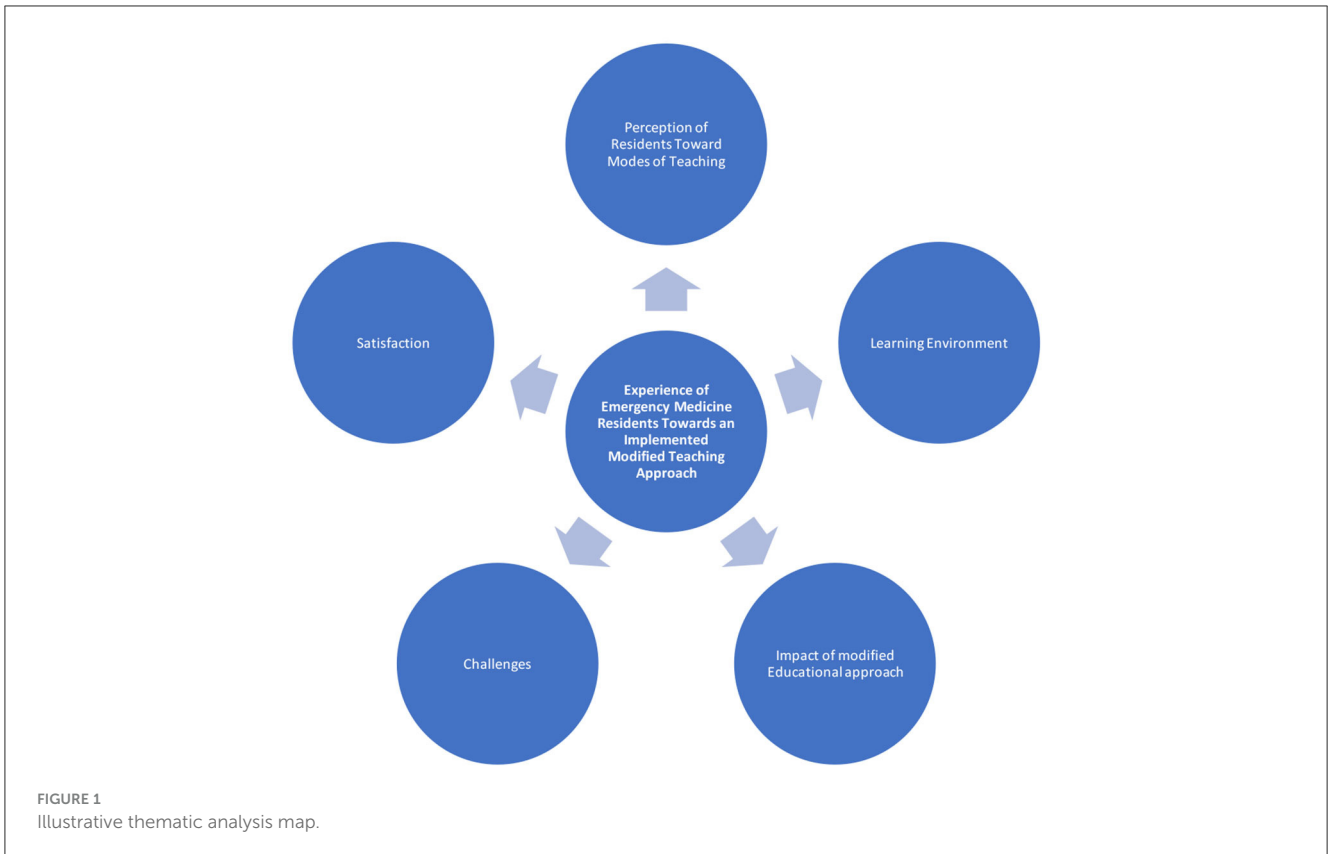 Perception of
Residents Toward
Modes of Teaching
Satisfaction
Learning Environment
Experience of
Emergency Medicine
Residents Towards an
Implemented
Modified Teaching
Approach
Challenges
Impact of modified
Educational approach
FIGURE 1
Illustrative thematic analysis map.